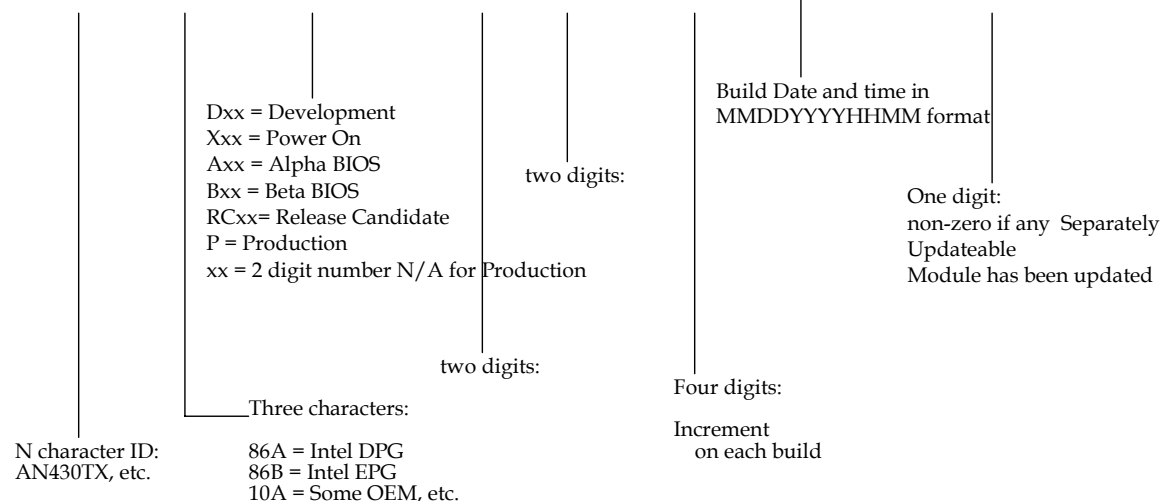 Build Date and time in
MMDDYYYYHHMM format
Dxx = Development
Xxx = Power On
Axx = Alpha BIOS
Bxx = Beta BIOS
RCxx= Release Candidate
P = Production
xx = 2 digit number N/A for Production
two digits:
One digit:
non-zero if any Separately
Updateable
Module has been updated
two digits:
Four digits:
Increment
on each build
Three characters:
86A = Intel DPG
86B = Intel EPG
10A = Some OEM, etc.
N character ID:
AN430TX, etc.